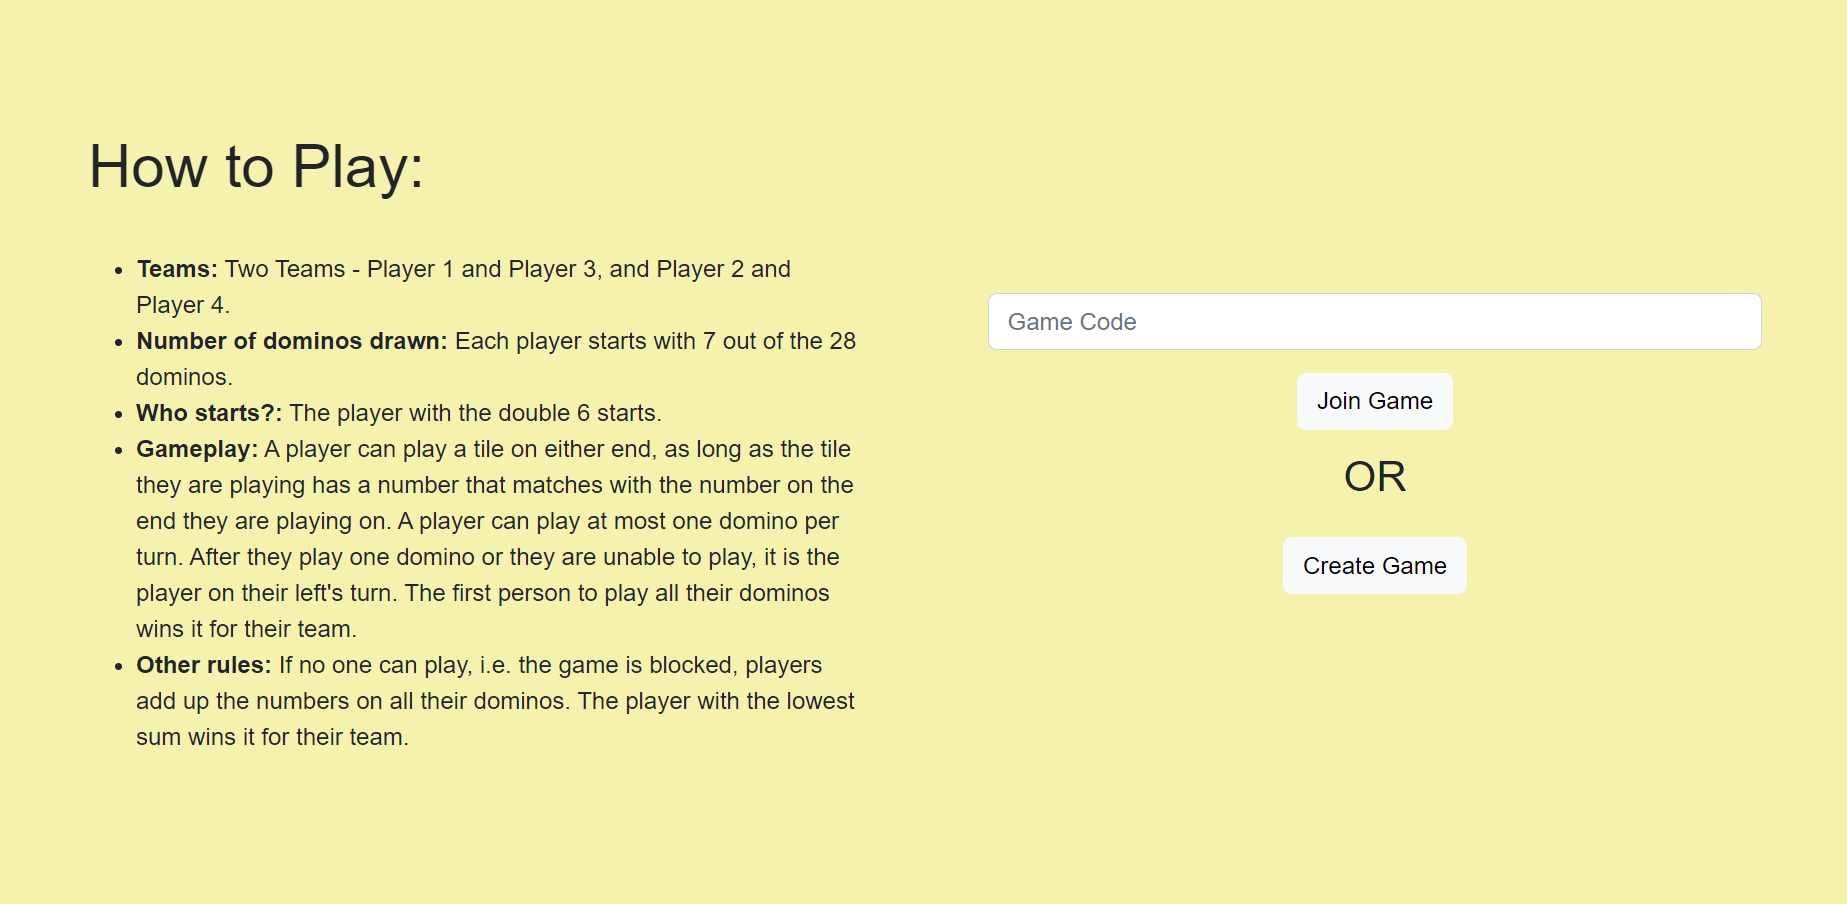 How to Play:
Teams: Two Teams - Player 1 and Player 3, and Player 2 and
Player 4.
Number of dominos drawn: Each player starts with 7 out of the 28
dominos.
Who starts?: The player with the double 6 starts.
Gameplay: A player can play a tile on either end, as long as the tile
they are playing has a number that matches with the number on the
end they are playing on. A player can play at most one domino per
turn. After they play one domino or they are unable to play, it is the
player on their left's turn. The first person to play all their dominos
wins it for their team.
Other rules: If no one can play, i.e. the game is blocked, players
add up the numbers on all their dominos. The player with the lowest
sum wins it for their team.
Game Code
Join Game
OR
Create Game